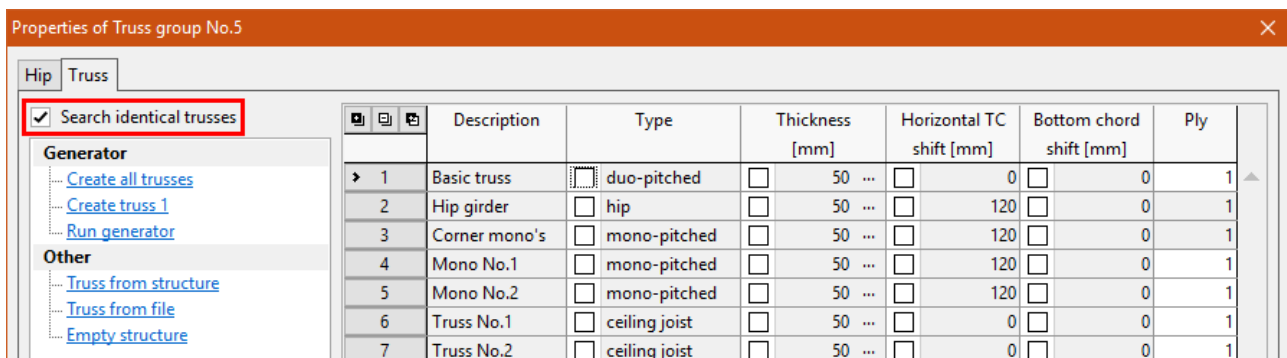 Properties of Truss group No.5
Hip Truss
Search identical trusses
Generator
Create all trusses
Create truss 1
Run generator
Other
Truss from structure
Truss from file
Empty structure
Description Type Thickness Horizontal TC Bottom chord Ply
[mm] shift [mm] shift [mm]
1 Basic truss duo-pitched 50 ... 0 0 1
2 Hip girder hip 50 ... 120 0 1
3 Corner mono's mono-pitched 50 ... 120 0 1
4 Mono No.1 mono-pitched 50 ... 120 0 1
5 Mono No.2 mono-pitched 50 ... 120 0 1
6 Truss No.1 ceiling joist 50 ... 0 0 1
7 Truss No.2 ceiling joist 50 ... 0 0 1